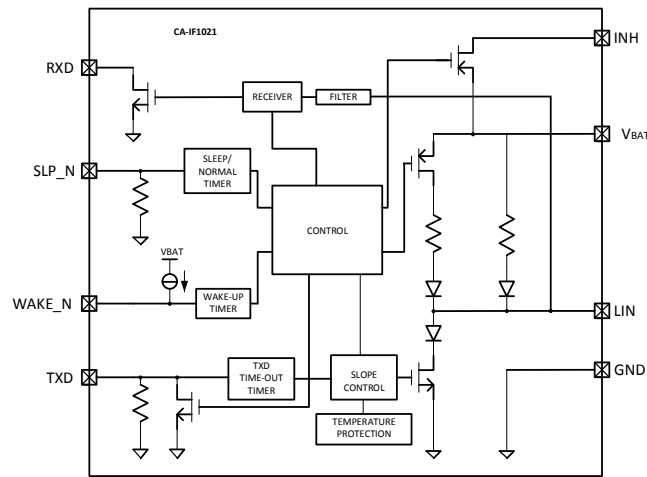 CA-IF1021
INH
RXD
RECEIVER
FILTER
VBAT
SLP_N
SLEEP/
NORMAL
TIMER
CONTROL
VBAT
WAKE_N
WAKE-UP
TIMER
LIN
TXD
TXD
TIME-OUT
TIMER
SLOPE
CONTROL
GND
TEMPERATURE
PROTECTION